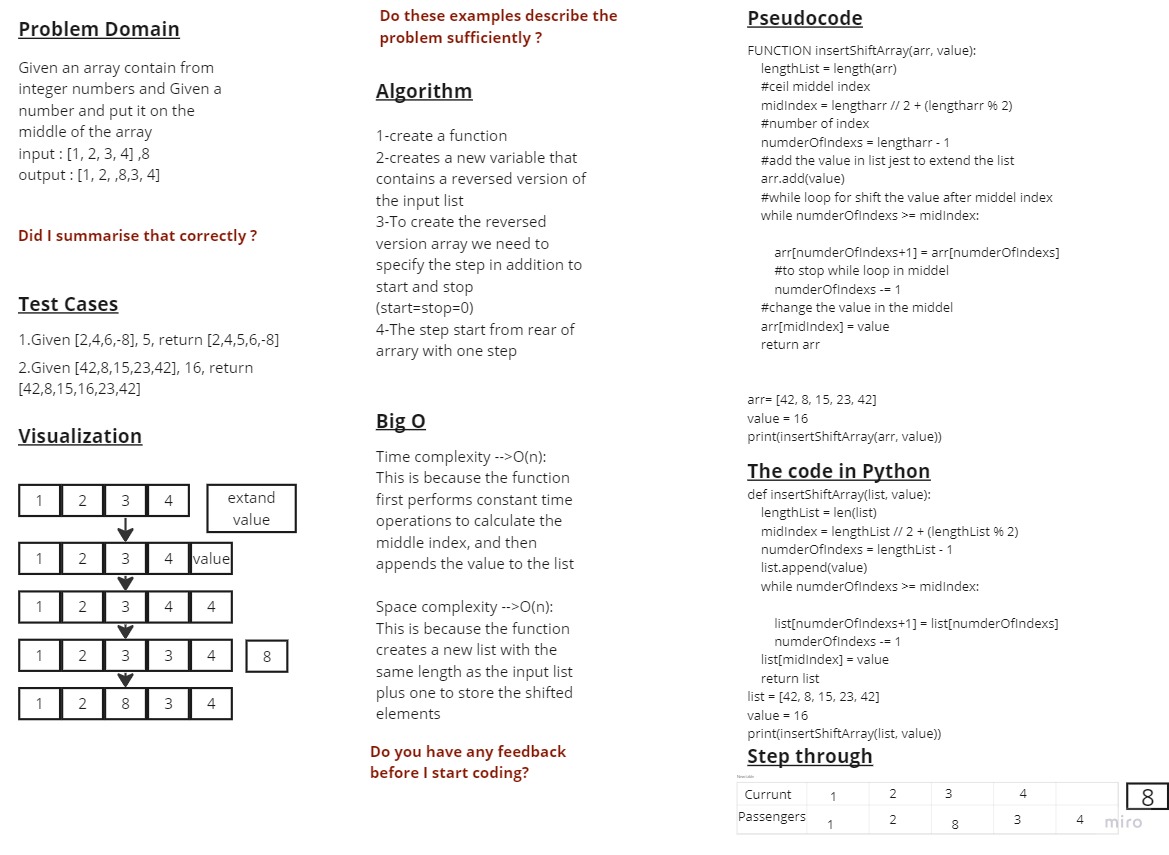 Problem Domain
Given an array contain from
integer numbers and Given a
number and put it on the
middle of the array
input : [1, 2, 3, 4] ,8
output : [1, 2, ,8,3, 4]
Did I summarise that correctly ?
Test Cases
1.Given [2,4,6,-8], 5, return [2,4,5,6,-8]
2.Given [42,8,15,23,42], 16, return
[42,8,15,16,23,42]
Visualization
1 2 3 4
extand
value
1 2 3 4 value
1 2 3 4 4
1 2 3 3 4 8
1 2 8 3 4
Do these examples describe the
problem sufficiently ?
Algorithm
1-create a function
2-creates a new variable that
contains a reversed version of
the input list
3-To create the reversed
version array we need to
specify the step in addition to
start and stop
(start=stop=0)
4-The step start from rear of
arrary with one step
Big O
Time complexity -->O(n):
This is because the function
first performs constant time
operations to calculate the
middle index, and then
appends the value to the list
Space complexity -->O(n):
This is because the function
creates a new list with the
same length as the input list
plus one to store the shifted
elements
Do you have any feedback
before I start coding?
Pseudocode
FUNCTION insertShiftArray(arr, value):
lengthList = length(arr)
#ceil middel index
midIndex = lengtharr // 2 + (lengtharr % 2)
#number of index
numderOfIndexs = lengtharr - 1
#add the value in list jest to extend the list
arr.add(value)
#while loop for shift the value after middel index
while numderOfIndexs >= midIndex:
arr[numderOfIndexs+1] = arr[numderOfIndexs]
#to stop while loop in middel
numderOfIndexs -= 1
#change the value in the middel
arr[midIndex] = value
return arr
arr= [42, 8, 15, 23, 42]
value = 16
print(insertShiftArray(arr, value))
The code in Python
def insertShiftArray(list, value):
lengthList = len(list)
midIndex = lengthList // 2 + (lengthList % 2)
numderOfIndexs = lengthList - 1
list.append(value)
while numderOfIndexs >= midIndex:
list[numderOfIndexs+1] = list[numderOfIndexs]
numderOfIndexs -= 1
list[midIndex] = value
return list
list = [42, 8, 15, 23, 42]
value = 16
print(insertShiftArray(list, value))
Step through
Currunt 1 2 3 4
8
Passengers 1 2 8 3 4
miro